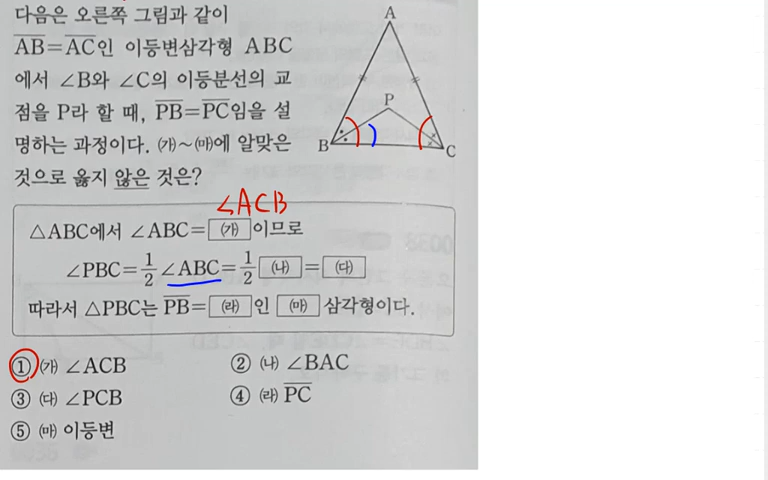 다음은 오른쪽 그림과 같이
AB=AC인 이등변삼각형 ABC
에서 ∠B와 ∠C의 이등분선의 교
점을 P라 할 때, PB=PC임을 설
명하는 과정이다. ㈎~㈒에 알맞은
것으로 옳지 않은 것은?
A
P
B
C
∠ACB
△ABC에서 ∠ABC=㈎이므로
∠PBC=1/2∠ABC=1/2㈏=㈐
따라서 △PBC는 PB=㈑인 ㈒ 삼각형이다.
① ㈎ ∠ACB ② ㈏ ∠BAC
③ ㈐ ∠PCB ④ ㈑ PC
⑤ ㈒ 이등변